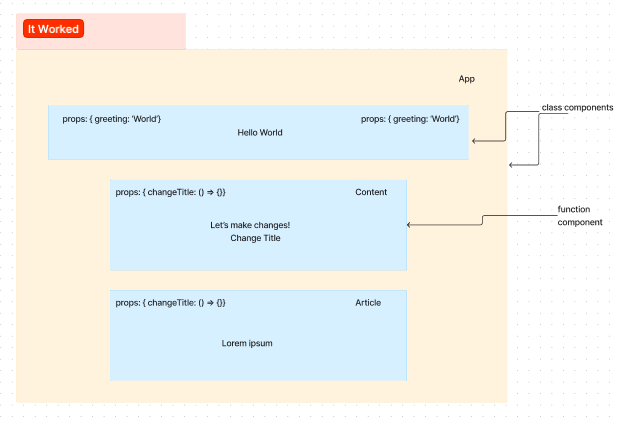 It Worked
App
class components
props: { greeting: 'World'}
props: { greeting: 'World'}
Hello World
props: { changeTitle: () => {}}
Content
function
component
Let's make changes!
Change Title
props: { changeTitle: () => {}}
Article
Lorem ipsum